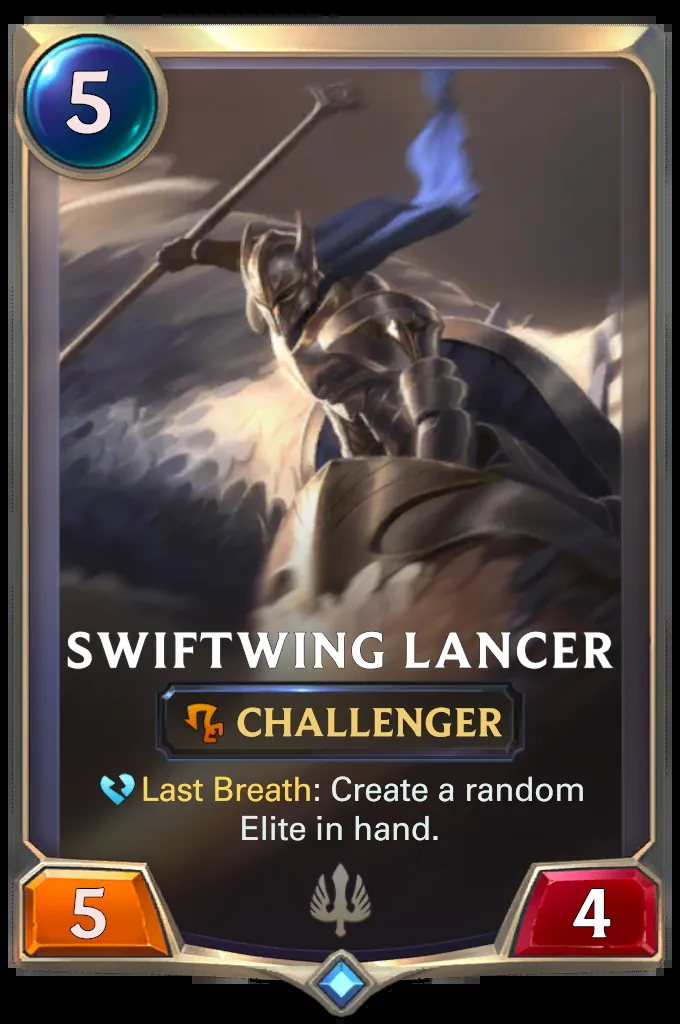 5
SWIFTWING LANCER
CHALLENGER
Last Breath: Create a random
Elite in hand.
5
4